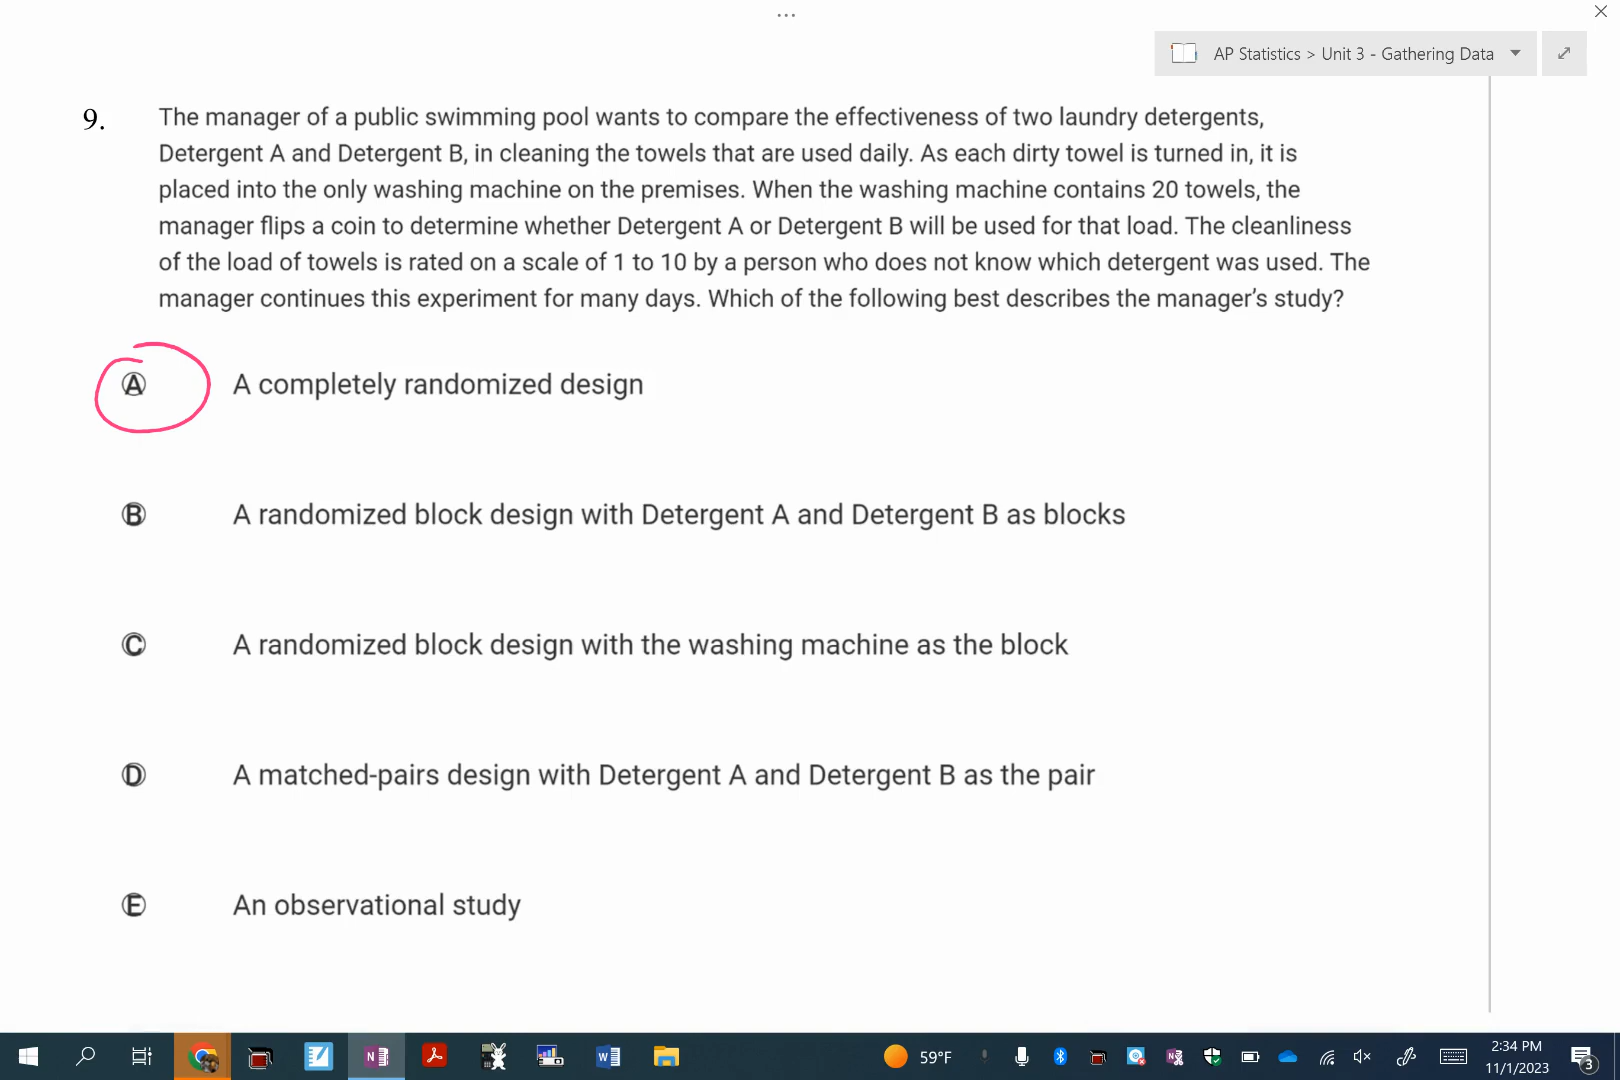 ...
AP Statistics > Unit 3 - Gathering Data
9. The manager of a public swimming pool wants to compare the effectiveness of two laundry detergents,
Detergent A and Detergent B, in cleaning the towels that are used daily. As each dirty towel is turned in, it is
placed into the only washing machine on the premises. When the washing machine contains 20 towels, the
manager flips a coin to determine whether Detergent A or Detergent B will be used for that load. The cleanliness
of the load of towels is rated on a scale of 1 to 10 by a person who does not know which detergent was used. The
manager continues this experiment for many days. Which of the following best describes the manager’s study?
A A completely randomized design
B A randomized block design with Detergent A and Detergent B as blocks
C A randomized block design with the washing machine as the block
D A matched-pairs design with Detergent A and Detergent B as the pair
E An observational study
59°F
2:34 PM
11/1/2023
3